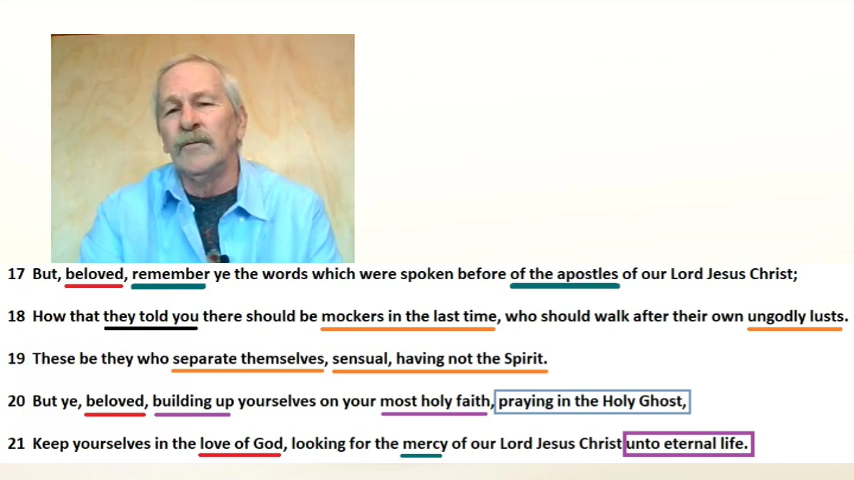 17 But, beloved, remember ye the words which were spoken before of the apostles of our Lord Jesus Christ;
18 How that they told you there should be mockers in the last time, who should walk after their own ungodly lusts.
19 These be they who separate themselves, sensual, having not the Spirit.
20 But ye, beloved, building up yourselves on your most holy faith, praying in the Holy Ghost,
21 Keep yourselves in the love of God, looking for the mercy of our Lord Jesus Christ unto eternal life.